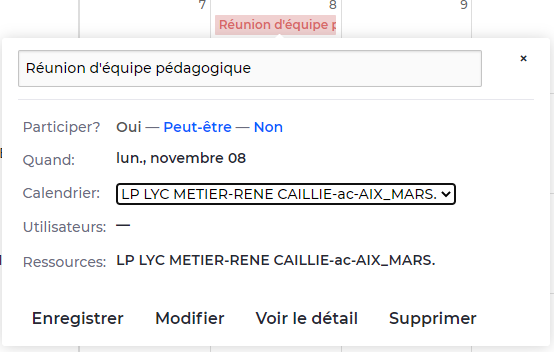 7 8 9
Réunion d'équipe p
Réunion d'équipe pédagogique
×
Participer? Oui — Peut-être — Non
Quand: lun., novembre 08
Calendrier: LP LYC METIER-RENE CAILLIE-ac-AIX_MARS.
Utilisateurs: —
Ressources: LP LYC METIER-RENE CAILLIE-ac-AIX_MARS.
Enregistrer Modifier Voir le détail Supprimer